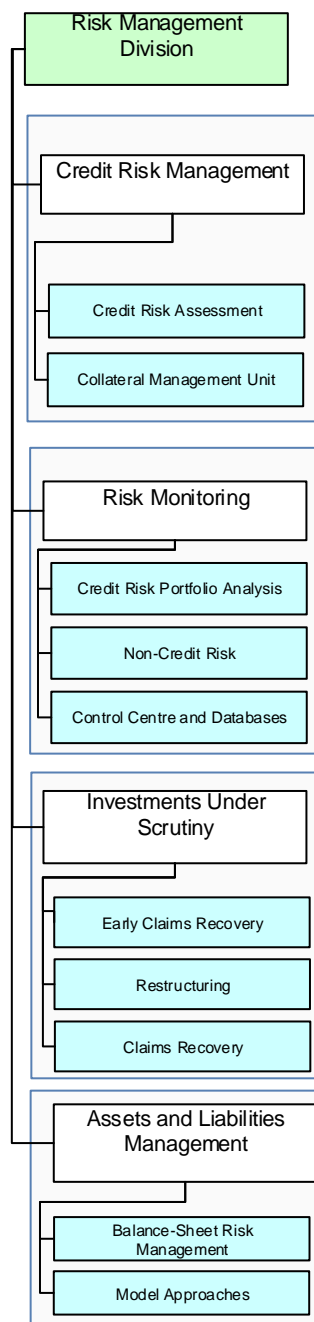 Risk Management
Division
Credit Risk Management
Credit Risk Assessment
Collateral Management Unit
Risk Monitoring
Credit Risk Portfolio Analysis
Non-Credit Risk
Control Centre and Databases
Investments Under
Scrutiny
Early Claims Recovery
Restructuring
Claims Recovery
Assets and Liabilities
Management
Balance-Sheet Risk
Management
Model Approaches